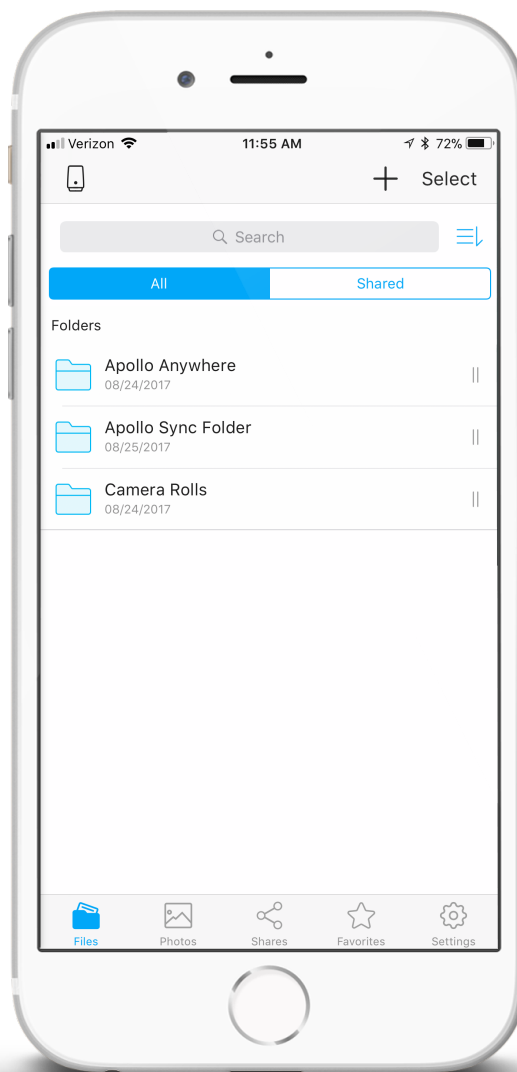 Verizon 11:55 AM 72%
Select
Search
All Shared
Folders
Apollo Anywhere
08/24/2017
Apollo Sync Folder
08/25/2017
Camera Rolls
08/24/2017
Files Photos Shares Favorites Settings